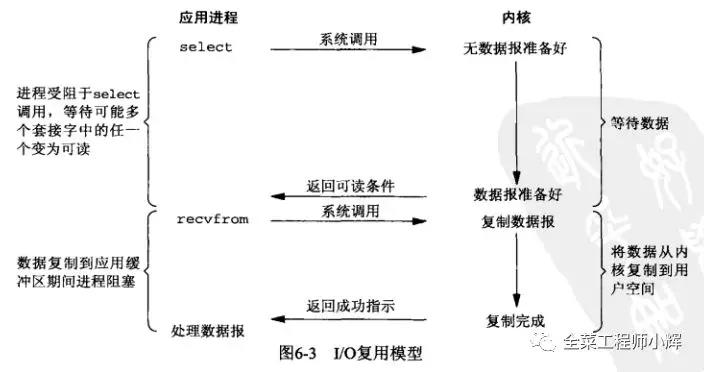 应用进程
内核
select
系统调用
无数据报准备好
进程受阻于select
调用，等待可能多
个套接字中的任一
个变为可读
等待数据
返回可读条件
数据报准备好
recvfrom
系统调用
复制数据报
数据复制到应用缓
冲区期间进程阻塞
将数据从内
核复制到用
户空间
返回成功指示
处理数据报
复制完成
图6-3 I/O复用模型
全菜工程师小辉